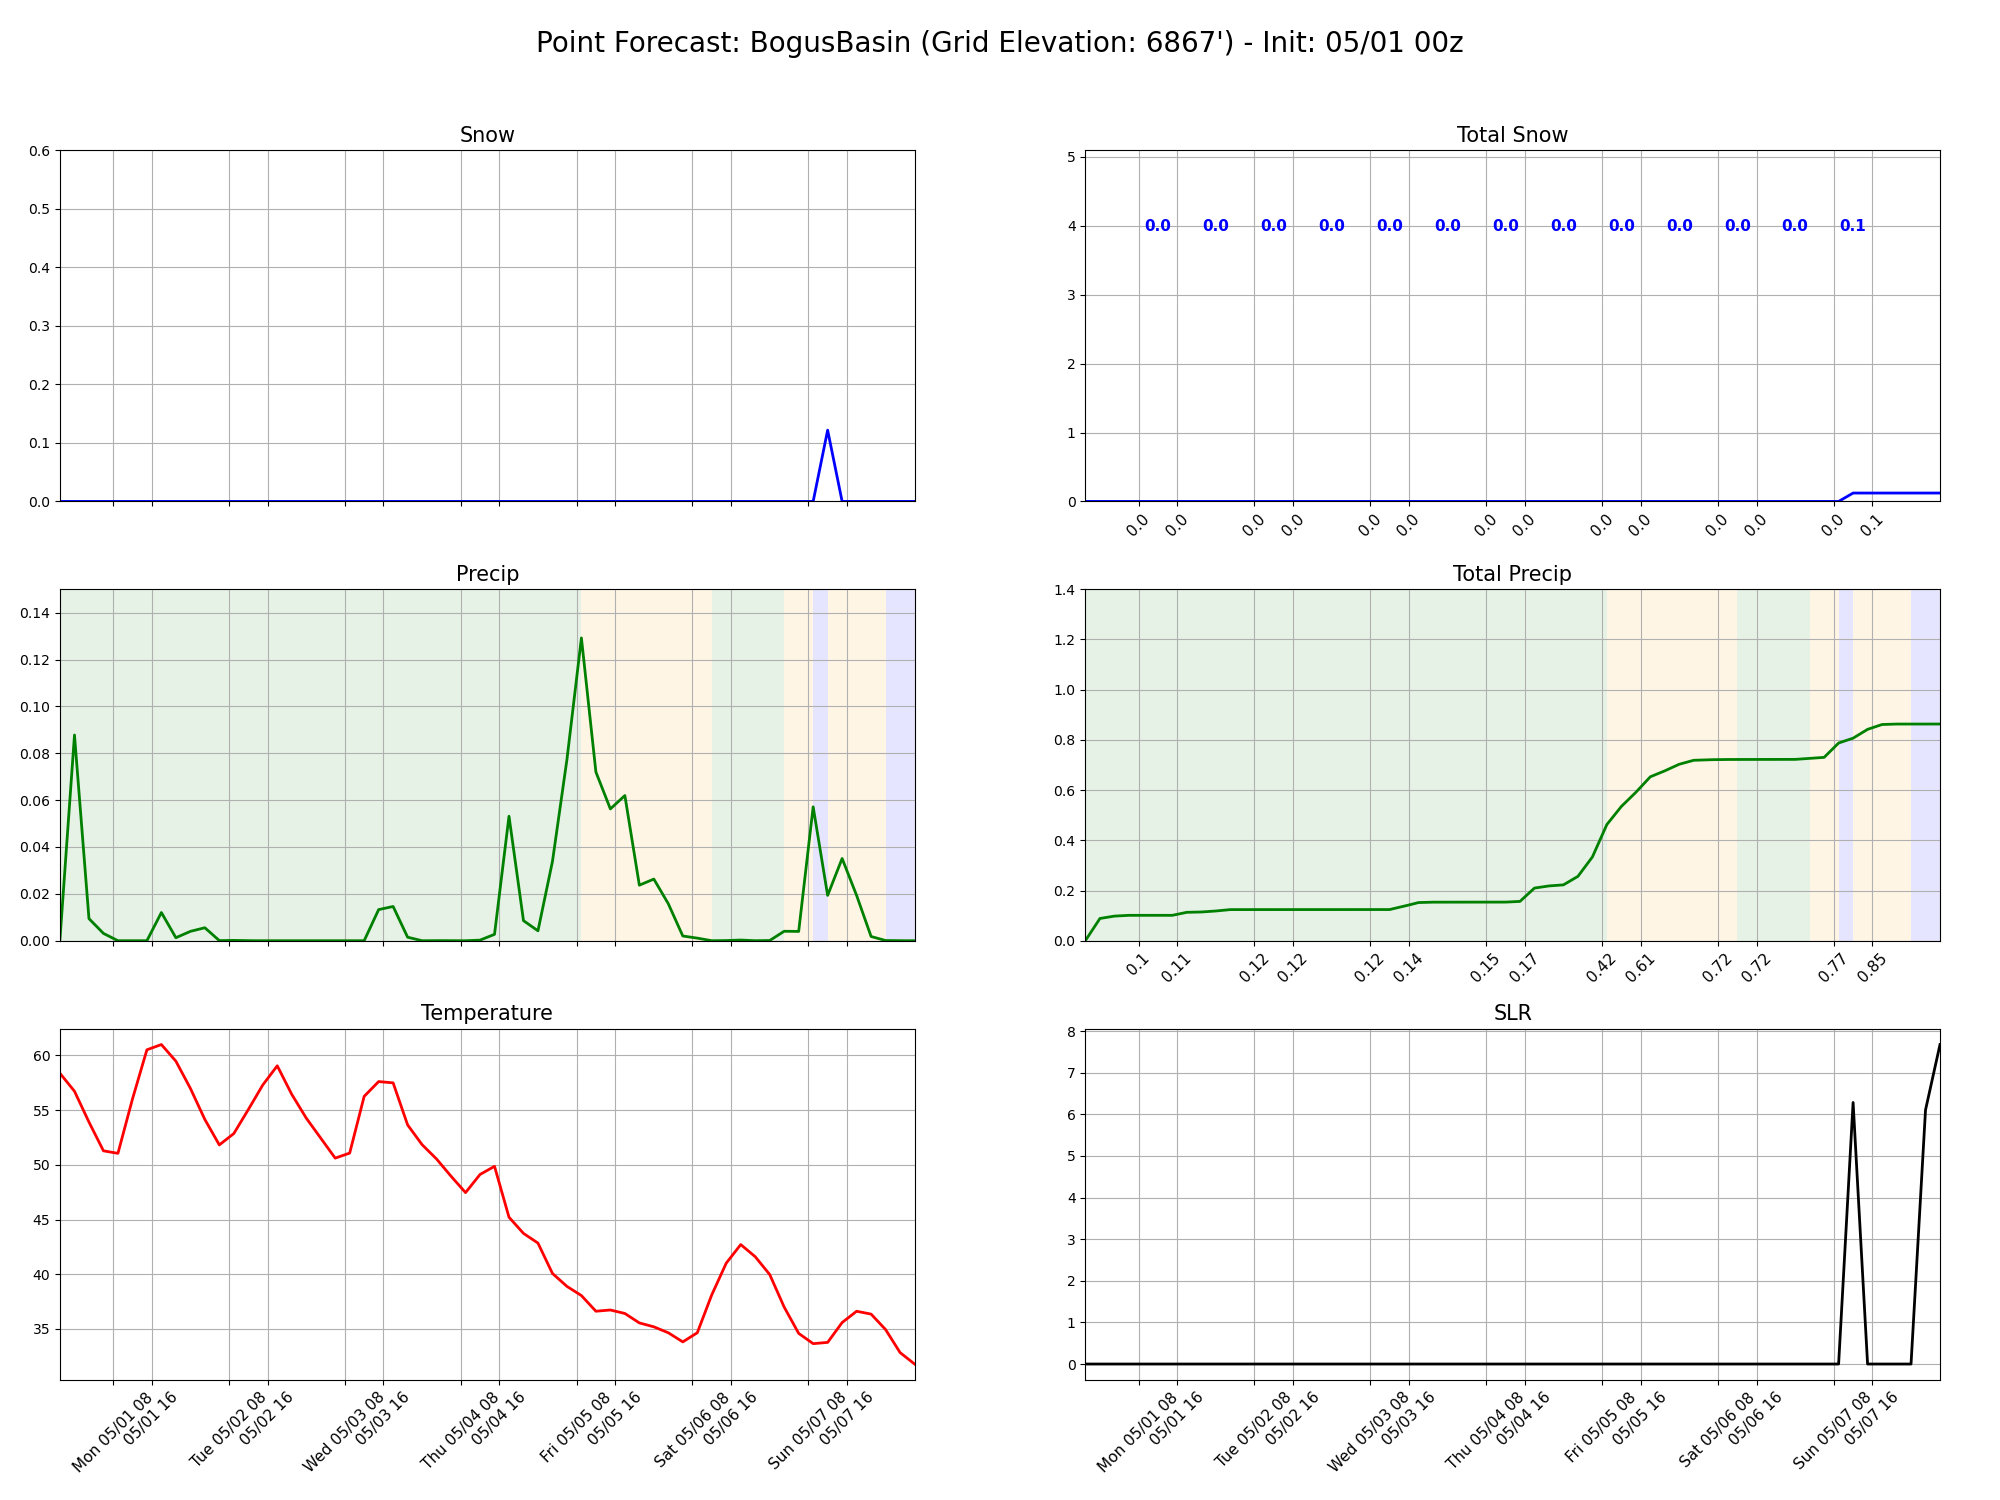 Point Forecast: BogusBasin (Grid Elevation: 6867') - Init: 05/01 00z
Snow
0.6
0.5
0.4
0.3
0.2
0.1
0.0
Total Snow
5
4
3
2
1
0
0.0 0.0 0.0 0.0 0.0 0.0 0.0 0.0 0.0 0.0 0.0 0.0 0.1
0.0 0.0 0.0 0.0 0.0 0.0 0.0 0.0 0.0 0.0 0.0 0.0 0.0 0.1
Precip
0.14
0.12
0.10
0.08
0.06
0.04
0.02
0.00
Total Precip
1.4
1.2
1.0
0.8
0.6
0.4
0.2
0.0
0.1 0.11 0.12 0.12 0.12 0.14 0.15 0.17 0.42 0.61 0.72 0.72 0.77 0.85
Temperature
60
55
50
45
40
35
Mon 05/01 08
05/01 16
Tue 05/02 08
05/02 16
Wed 05/03 08
05/03 16
Thu 05/04 08
05/04 16
Fri 05/05 08
05/05 16
Sat 05/06 08
05/06 16
Sun 05/07 08
05/07 16
SLR
8
7
6
5
4
3
2
1
0
Mon 05/01 08
05/01 16
Tue 05/02 08
05/02 16
Wed 05/03 08
05/03 16
Thu 05/04 08
05/04 16
Fri 05/05 08
05/05 16
Sat 05/06 08
05/06 16
Sun 05/07 08
05/07 16